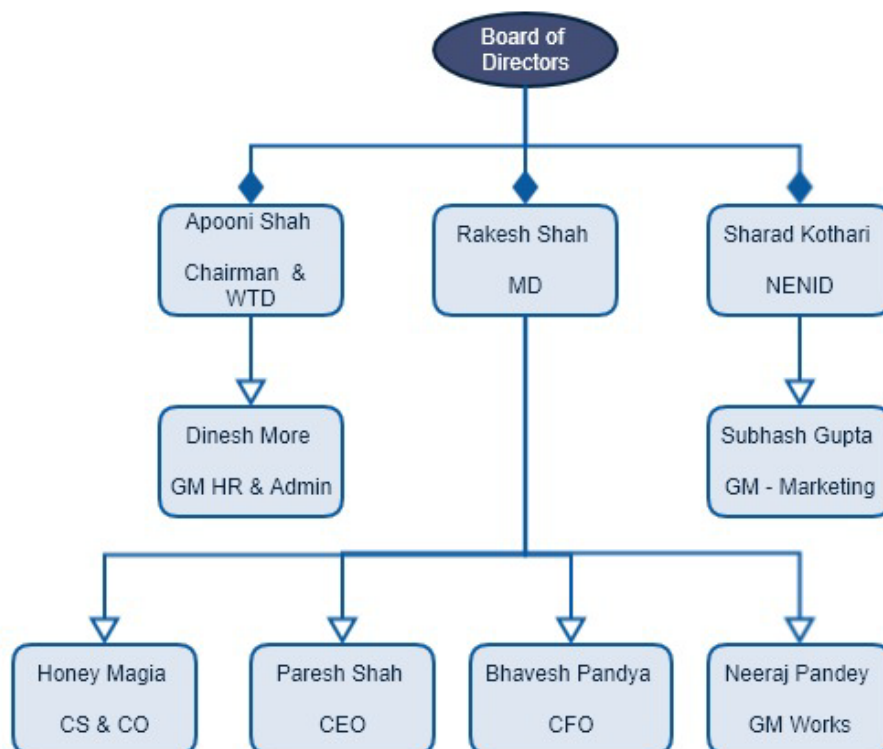 Board of
Directors
Apooni Shah
Chairman &
WTD
Rakesh Shah
MD
Sharad Kothari
NENID
Dinesh More
GM HR & Admin
Subhash Gupta
GM - Marketing
Honey Magia
CS & CO
Paresh Shah
CEO
Bhavesh Pandya
CFO
Neeraj Pandey
GM Works